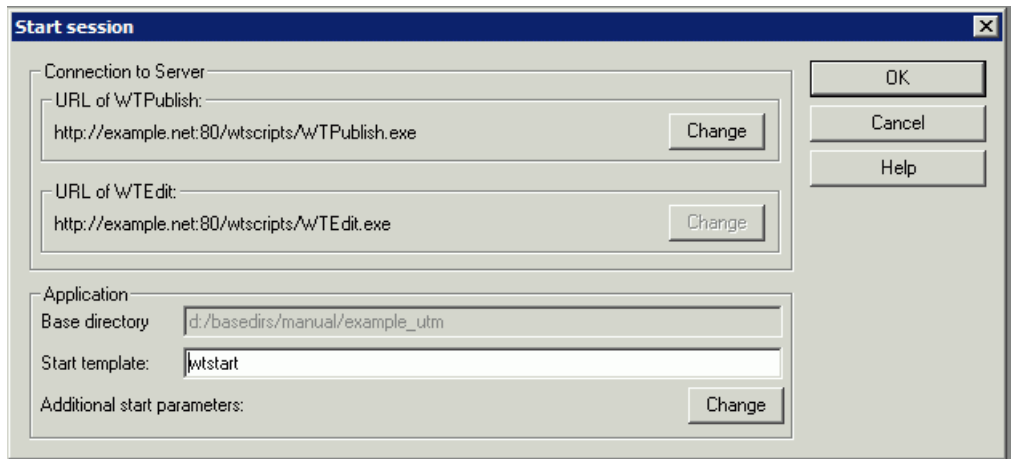 Start session
Connection to Server
URL of WTPublish:
http://example.net:80/wtscripts/WTPublish.exe
Change
URL of WTEdit:
http://example.net:80/wtscripts/WTEdit.exe
Change
Application
Base directory
d:/basedirs/manual/example_utm
Start template:
wtstart
Additional start parameters:
Change
OK
Cancel
Help